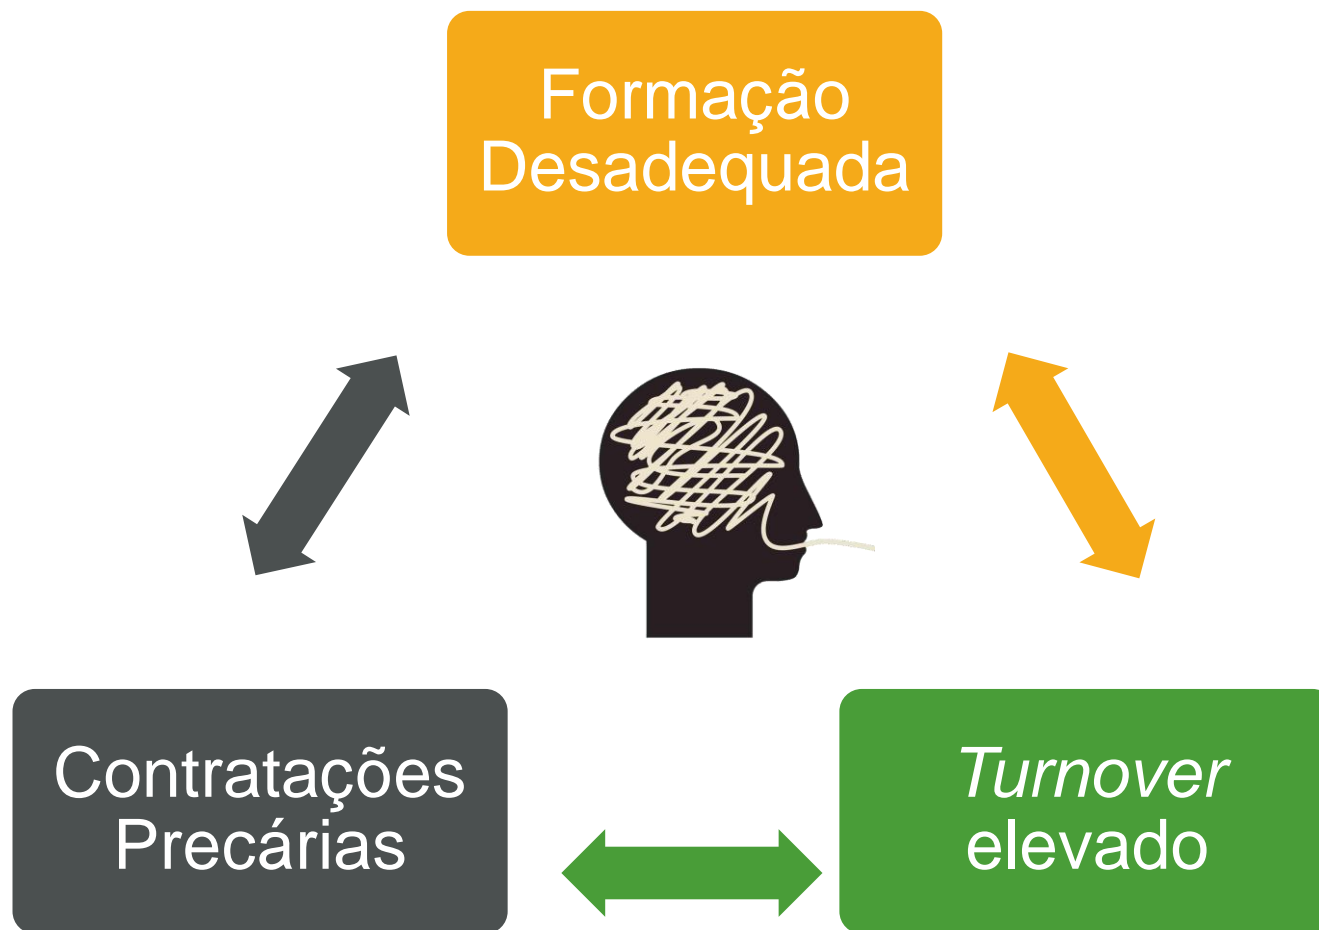 Formação
Desadequada
Contratações
Precárias
Turnover
elevado